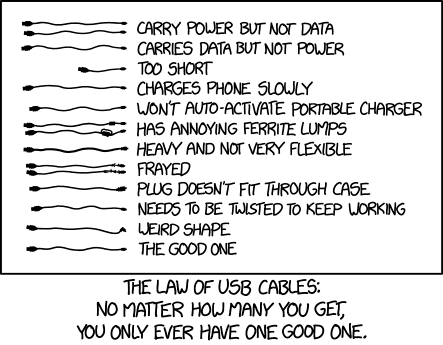 CARRY POWER BUT NOT DATA
CARRIES DATA BUT NOT POWER
TOO SHORT
CHARGES PHONE SLOWLY
WON'T AUTO-ACTIVATE PORTABLE CHARGER
HAS ANNOYING FERRITE LUMPS
HEAVY AND NOT VERY FLEXIBLE
FRAYED
PLUG DOESN'T FIT THROUGH CASE
NEEDS TO BE TWISTED TO KEEP WORKING
WEIRD SHAPE
THE GOOD ONE
THE LAW OF USB CABLES:
NO MATTER HOW MANY YOU GET,
YOU ONLY EVER HAVE ONE GOOD ONE.